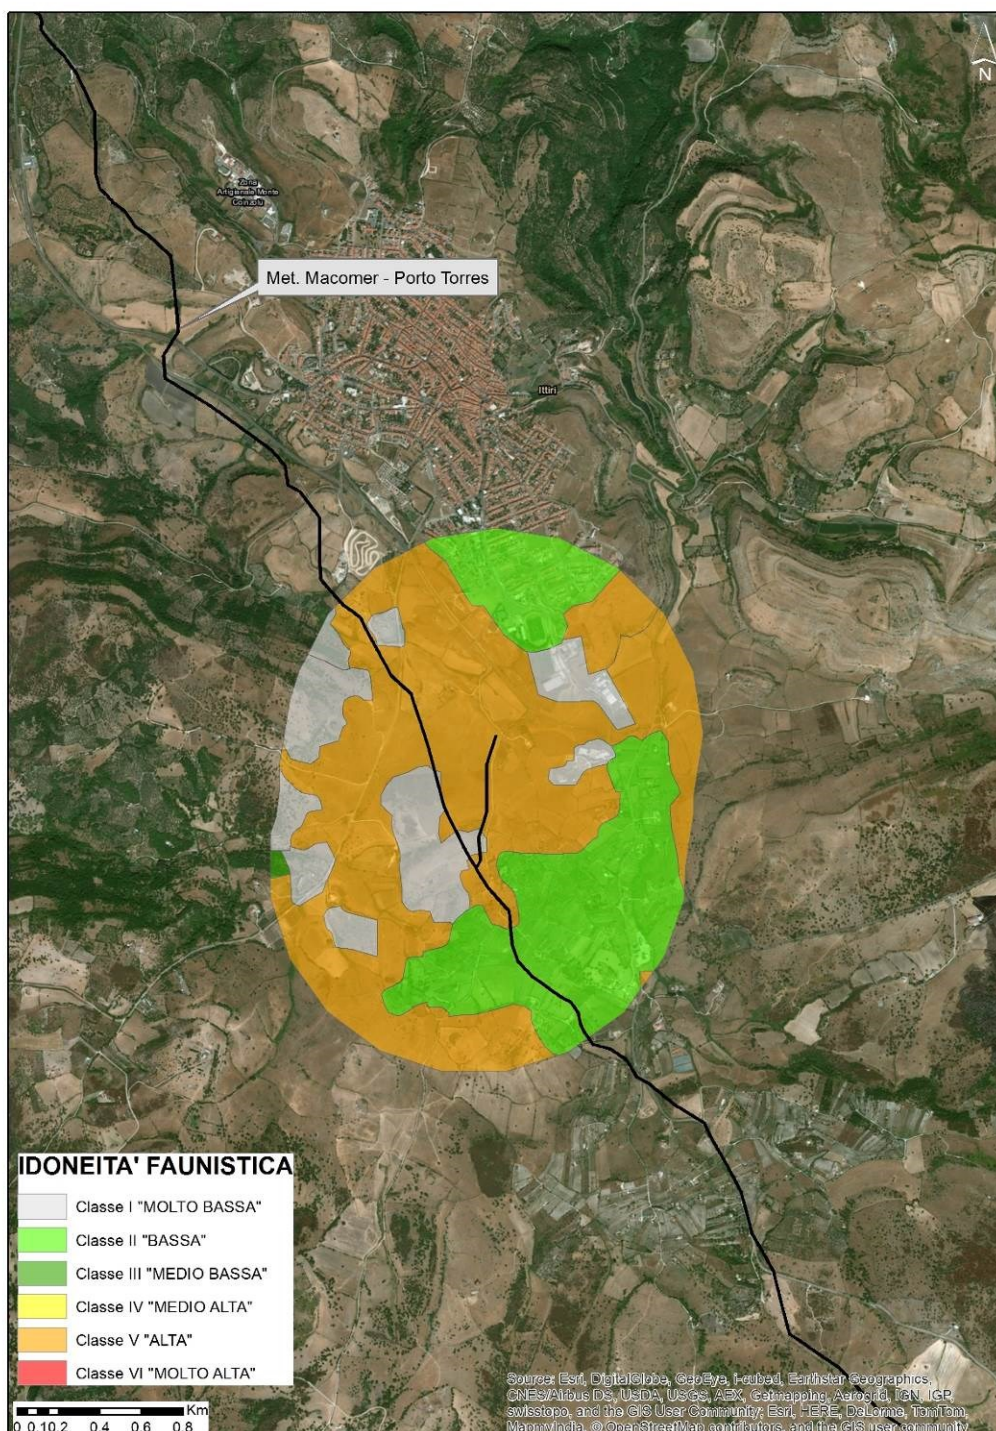 N
Zona
Artigianale Monte
Coinzolu
Met. Macomer - Porto Torres
Ittiri
IDONEITA' FAUNISTICA
Classe I "MOLTO BASSA"
Classe II "BASSA"
Classe III "MEDIO BASSA"
Classe IV "MEDIO ALTA"
Classe V "ALTA"
Classe VI "MOLTO ALTA"
Km
0 0.10.2 0.4 0.6 0.8
Source: Esri, DigitalGlobe, GeoEye, i-cubed, Earthstar Geographics,
CNES/Airbus DS, USDA, USGS, AEX, Getmapping, Aerogrid, IGN, IGP,
swisstopo, and the GIS User Community; Esri, HERE, DeLorme, TomTom,
MapmyIndia, © OpenStreetMap contributors, and the GIS user community